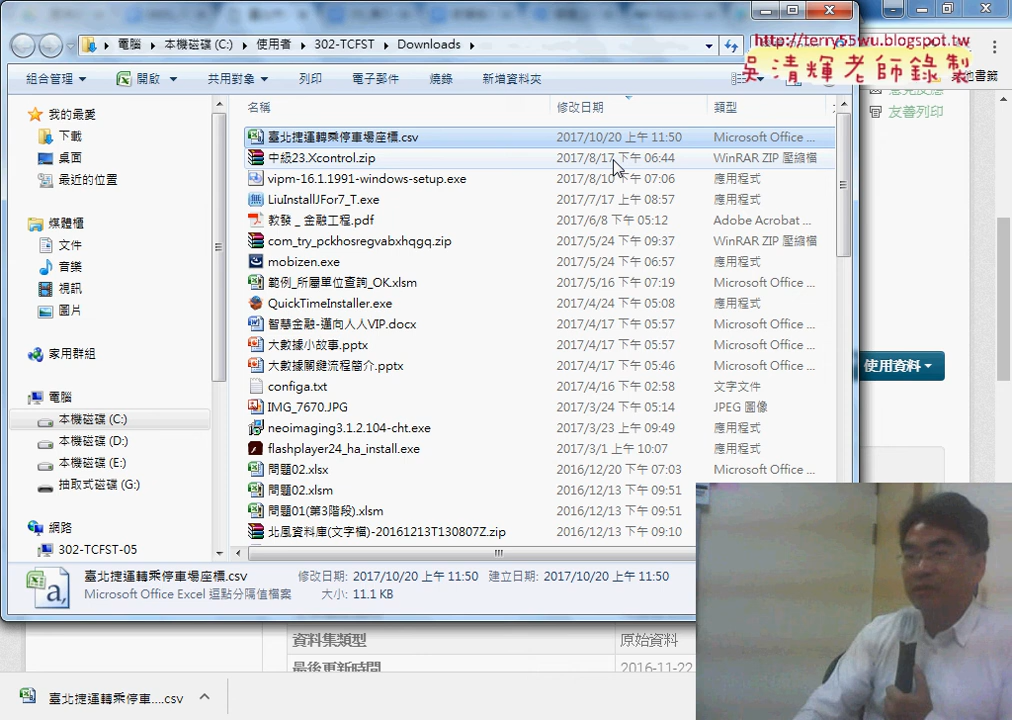 http://terry55wu.blogspot.tw
吳清輝老師錄製
電腦 ▸ 本機磁碟 (C:) ▸ 使用者 ▸ 302-TCFST ▸ Downloads ▸
組合管理 開啟 共用對象 列印 電子郵件 燒錄 新增資料夾
書籤
友善列印
名稱 修改日期 類型
我的最愛
下載
桌面
最近的位置
媒體櫃
文件
音樂
視訊
圖片
家用群組
電腦
本機磁碟 (C:)
本機磁碟 (D:)
本機磁碟 (E:)
抽取式磁碟 (G:)
網路
302-TCFST-05
臺北捷運轉乘停車場座標.csv 2017/10/20 上午 11:50 Microsoft Office ...
中級23.Xcontrol.zip 2017/8/17 下午 06:44 WinRAR ZIP 壓縮檔
vipm-16.1.1991-windows-setup.exe 2017/8/10 下午 07:06 應用程式
LiuInstallJFor7_T.exe 2017/7/17 上午 08:57 應用程式
教發 _ 金融工程.pdf 2017/6/8 下午 05:12 Adobe Acrobat ...
com_try_pckhosregvabxhqgq.zip 2017/5/24 下午 09:37 WinRAR ZIP 壓縮檔
mobizen.exe 2017/5/24 下午 06:57 應用程式
範例_所屬單位查詢_OK.xlsm 2017/5/16 下午 07:19 Microsoft Office ...
QuickTimeInstaller.exe 2017/4/24 下午 05:08 應用程式
智慧金融-邁向人人VIP.docx 2017/4/17 下午 05:57 Microsoft Office ...
大數據小故事.pptx 2017/4/17 下午 05:57 Microsoft Office ...
大數據關鍵流程簡介.pptx 2017/4/17 下午 05:46 Microsoft Office ...
configa.txt 2017/4/16 下午 02:58 文字文件
IMG_7670.JPG 2017/3/24 下午 05:14 JPEG 圖像
neoimaging3.1.2.104-cht.exe 2017/3/23 上午 09:49 應用程式
flashplayer24_ha_install.exe 2017/3/1 上午 10:07 應用程式
問題02.xlsx 2016/12/20 下午 07:03 Microsoft Office ...
問題02.xlsm 2016/12/13 下午 09:51 Microsoft Office ...
問題01(第3階段).xlsm 2016/12/13 下午 09:51 Microsoft Office ...
北風資料庫(文字檔)-20161213T130807Z.zip 2016/12/13 下午 09:10 WinRAR ZIP 壓縮檔
使用資料
臺北捷運轉乘停車場座標.csv 修改日期: 2017/10/20 上午 11:50 建立日期: 2017/10/20 上午 11:50
Microsoft Office Excel 逗點分隔值檔案 大小: 11.1 KB
資料集類型 原始資料
最後更新時間 2016-11-22
臺北捷運轉乘停車....csv